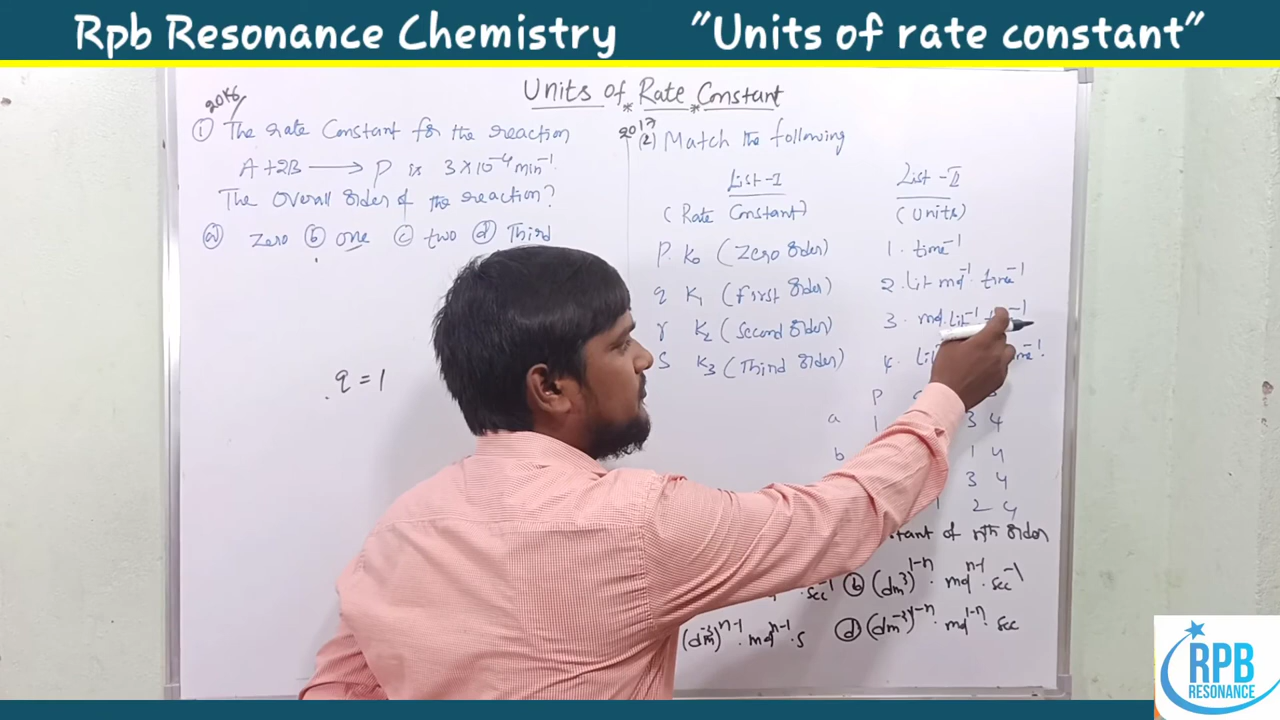 Rpb Resonance Chemistry "Units of rate constant"
Units of Rate Constant
2016
① The rate Constant for the reaction
A+2B → P is 3×10⁻⁴ min⁻¹.
The overall order of the reaction?
ⓐ Zero ⓑ one ⓒ two ⓓ Third
q = 1
2017
(2) Match the following
List-I List-II
(Rate Constant) (Units)
P. K₀ (Zero order) 1. time⁻¹
q K₁ (First order) 2. Lit mol⁻¹ time⁻¹
r K₂ (Second order) 3. mol. Lit⁻¹
S K₃ (Third order) 4.
P
a 1 3 4
b 1 4
3 4
1 2 4
of nth order
sec⁻¹ ⓑ (dm³)¹⁻ⁿ. molⁿ⁻¹. sec⁻¹
(dm⁻³)ⁿ⁻¹. molⁿ⁻¹. s ⓓ (dm⁻³)¹⁻ⁿ. mol¹⁻ⁿ. sec
RPB
RESONANCE